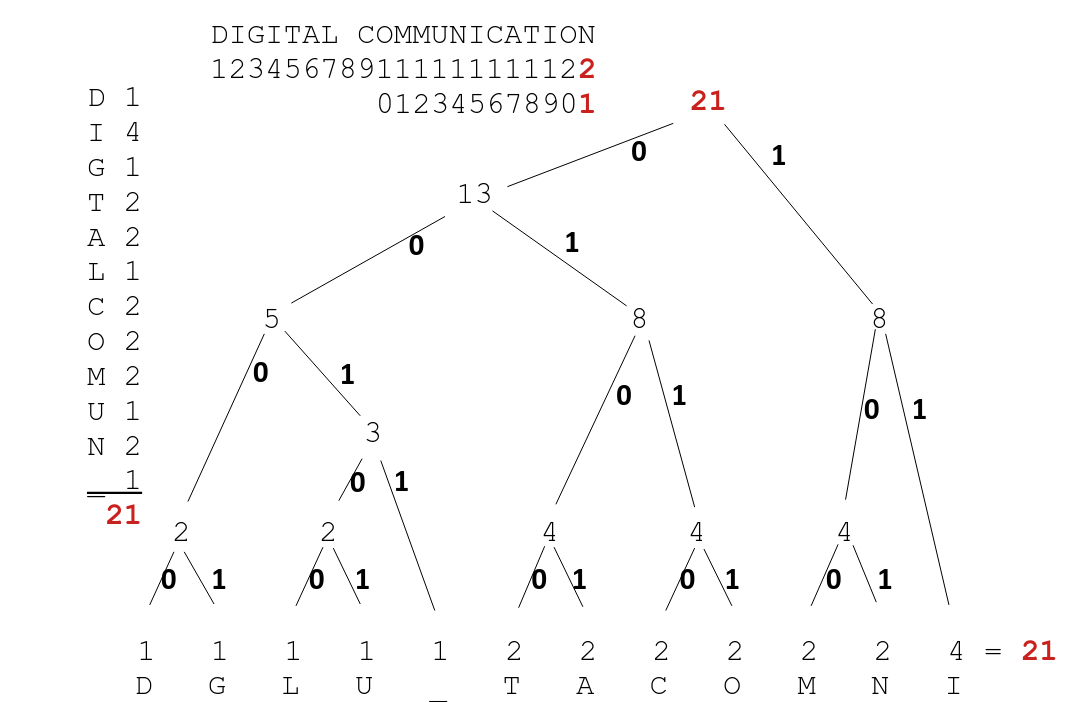 DIGITAL COMMUNICATION
123456789111111111122
012345678901
D 1
I 4
G 1
T 2
A 2
L 1
C 2
O 2
M 2
U 1
N 2
_ 1
21
21
0 1
13
0 1
5 8 8
0 1 0 1 0 1
3
0 1
2 2 4 4 4
0 1 0 1 0 1 0 1 0 1
1 1 1 1 1 2 2 2 2 2 2 4 = 21
D G L U _ T A C O M N I